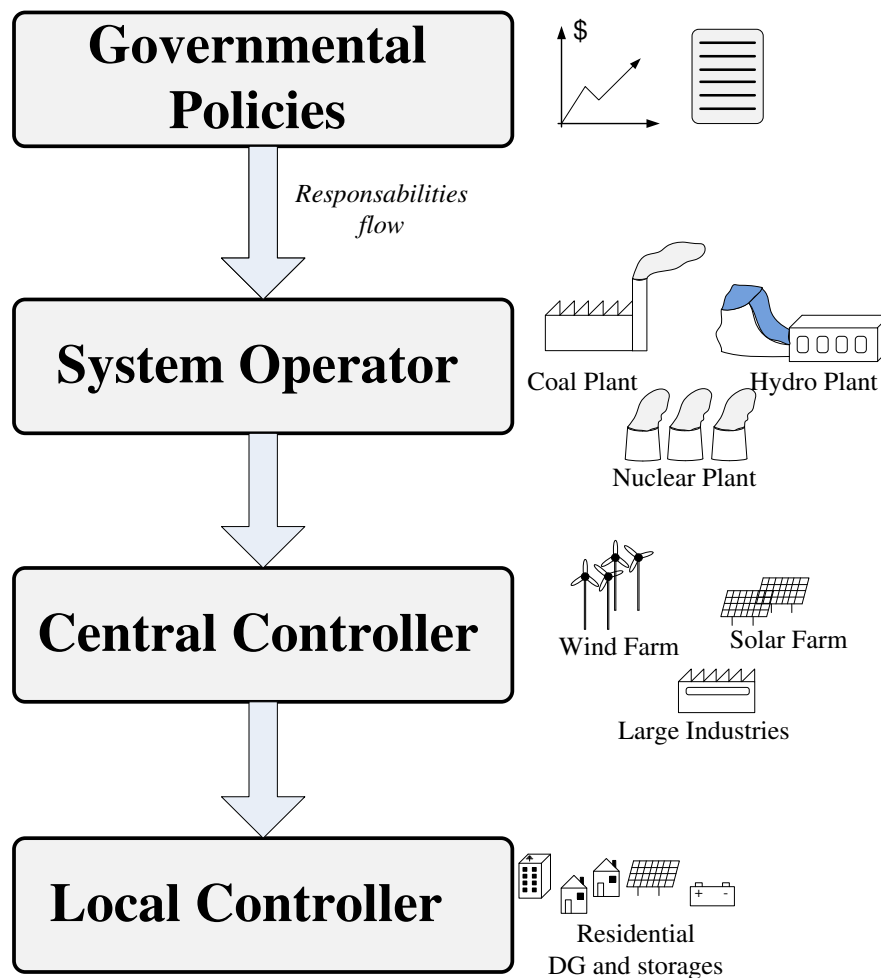 Governmental
Policies
$
Responsabilities
flow
System Operator
Coal Plant
Hydro Plant
Nuclear Plant
Central Controller
Wind Farm
Solar Farm
Large Industries
Local Controller
+ -
Residential
DG and storages